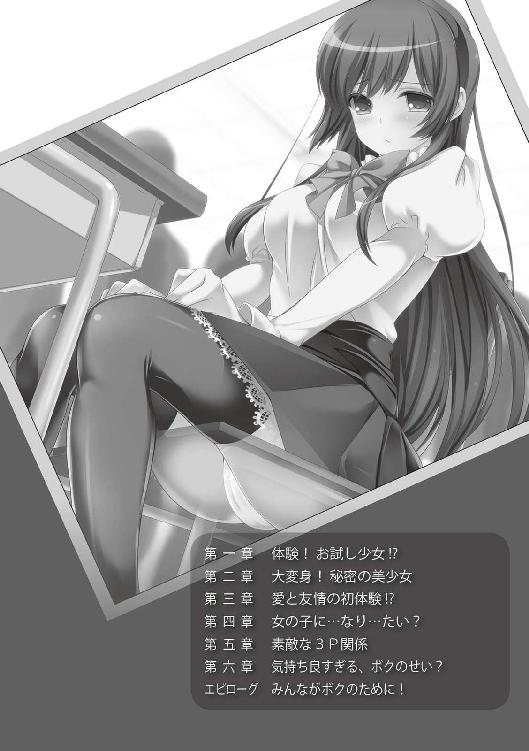 第一章 体験！ お試し少女⁉
第二章 大変身！ 秘密の美少女
第三章 愛と友情の初体験⁉
第四章 女の子に…なり…たい？
第五章 素敵な３Ｐ関係
第六章 気持ち良すぎる、ボクのせい？
エピローグ みんながボクのために！